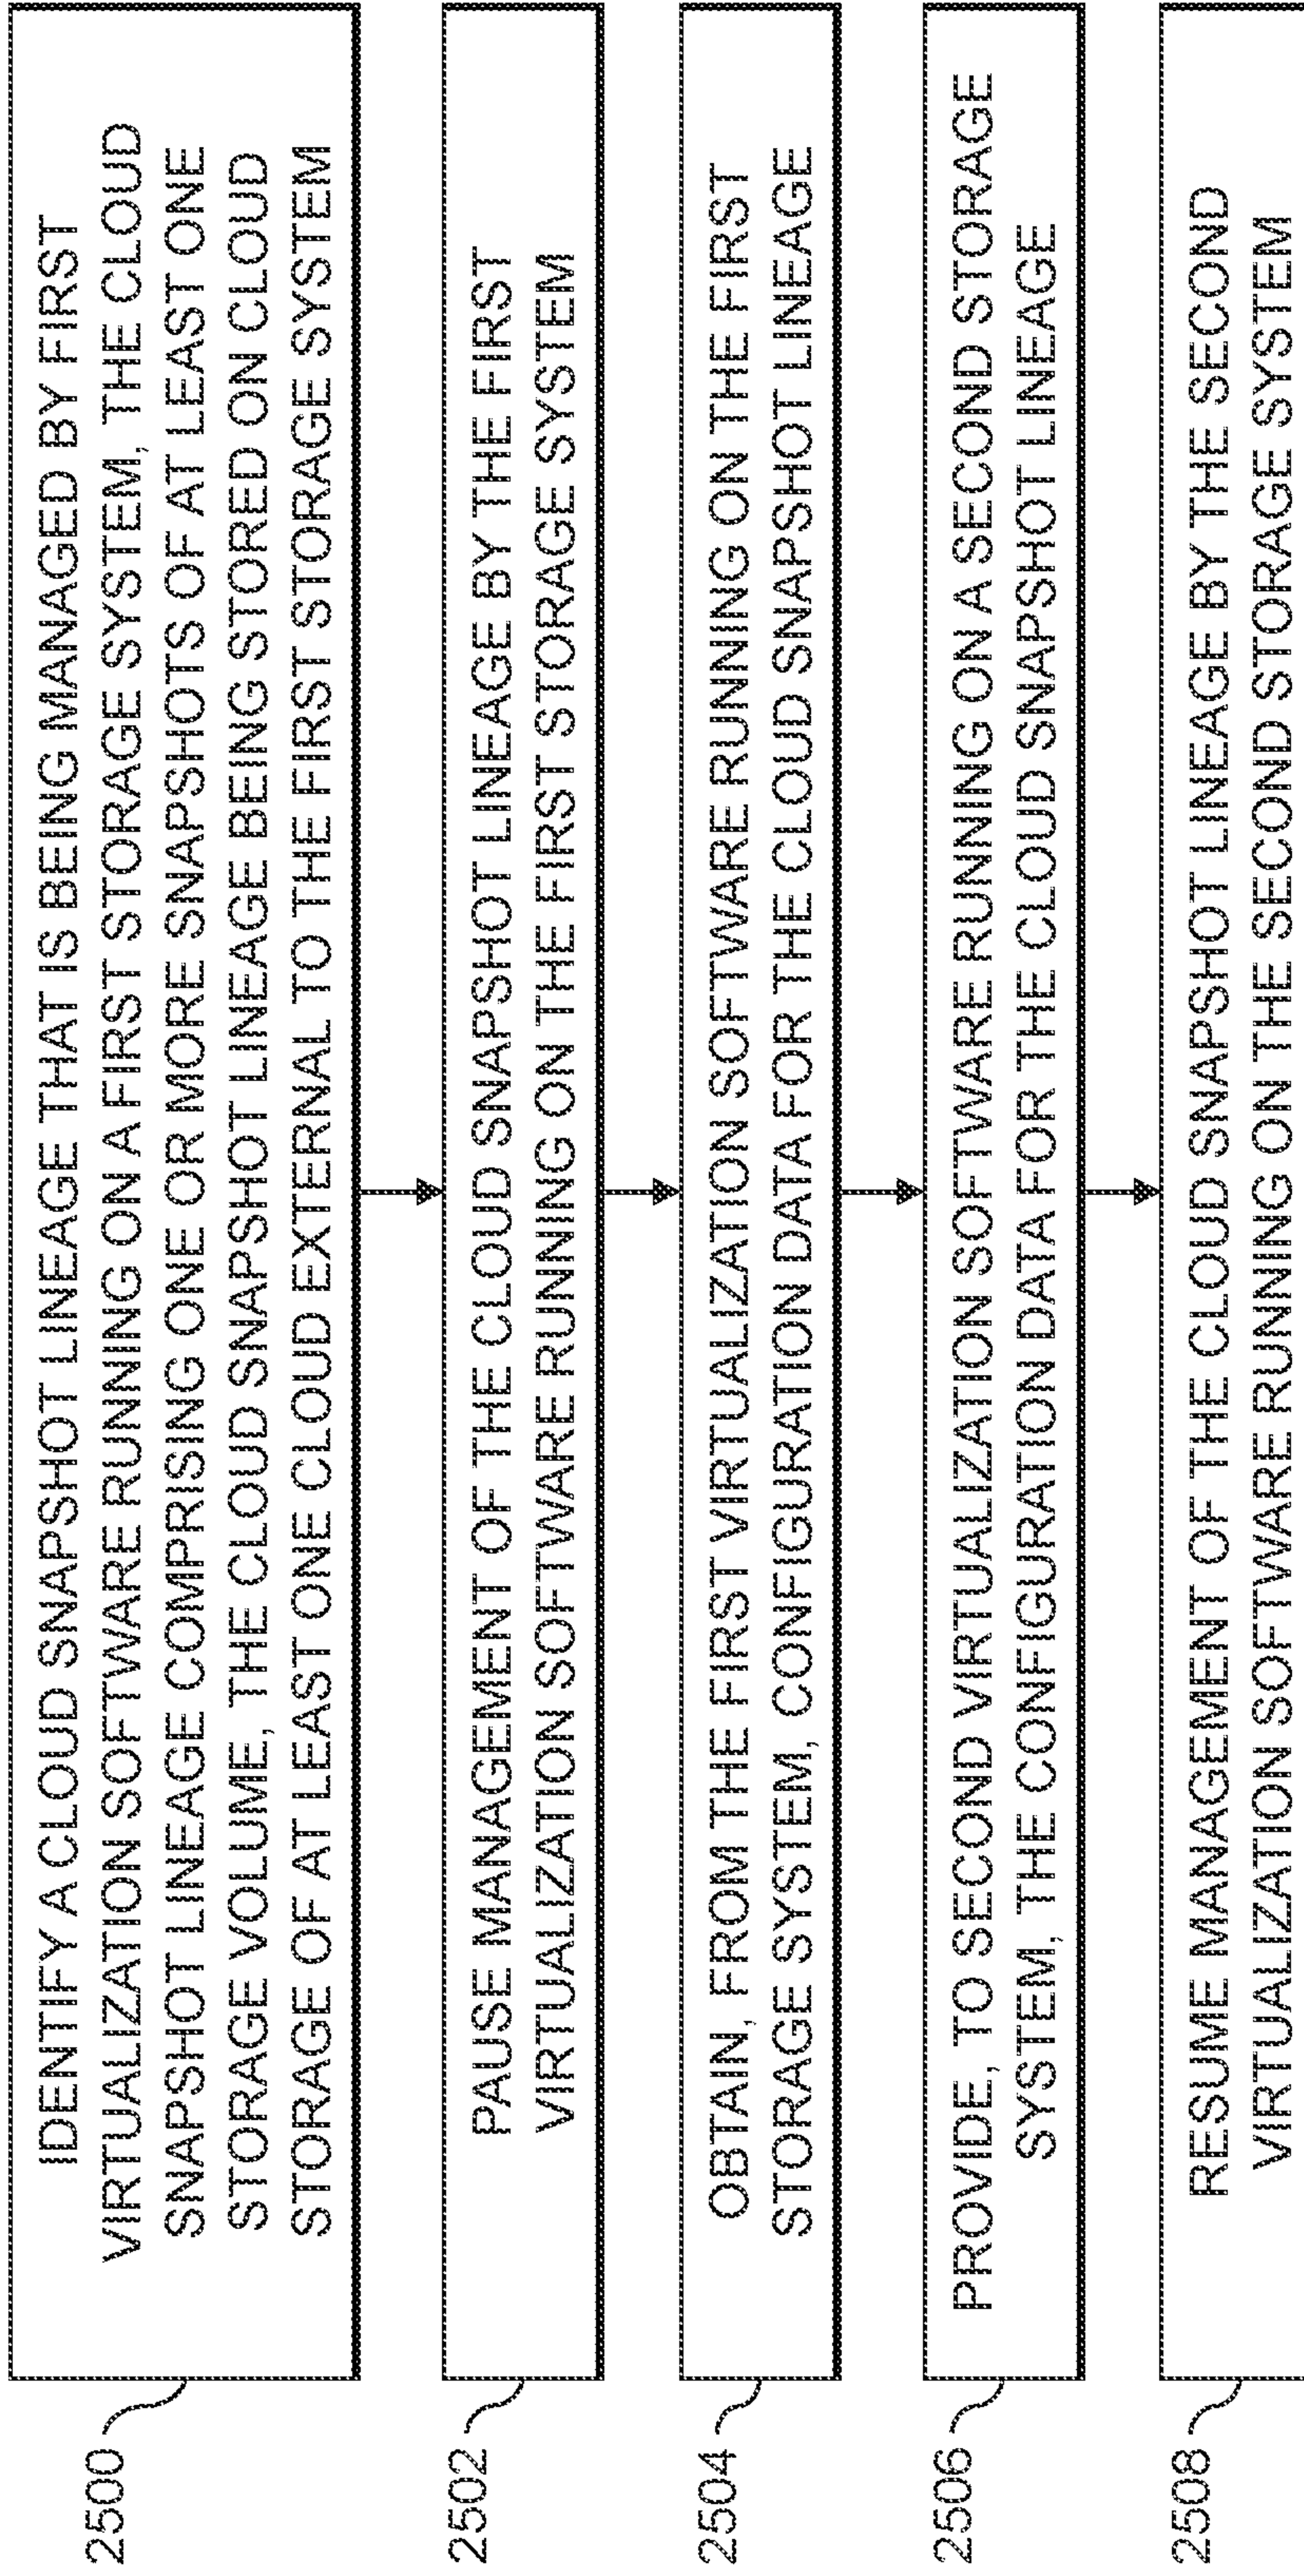 2500
IDENTIFY A CLOUD SNAPSHOT LINEAGE THAT IS BEING MANAGED BY FIRST
VIRTUALIZATION SOFTWARE RUNNING ON A FIRST STORAGE SYSTEM, THE CLOUD
SNAPSHOT LINEAGE COMPRISING ONE OR MORE SNAPSHOTS OF AT LEAST ONE
STORAGE VOLUME, THE CLOUD SNAPSHOT LINEAGE BEING STORED ON CLOUD
STORAGE OF AT LEAST ONE CLOUD EXTERNAL TO THE FIRST STORAGE SYSTEM
2502
PAUSE MANAGEMENT OF THE CLOUD SNAPSHOT LINEAGE BY THE FIRST
VIRTUALIZATION SOFTWARE RUNNING ON THE FIRST STORAGE SYSTEM
2504
OBTAIN, FROM THE FIRST VIRTUALIZATION SOFTWARE RUNNING ON THE FIRST
STORAGE SYSTEM, CONFIGURATION DATA FOR THE CLOUD SNAPSHOT LINEAGE
2506
PROVIDE, TO SECOND VIRTUALIZATION SOFTWARE RUNNING ON A SECOND STORAGE
SYSTEM, THE CONFIGURATION DATA FOR THE CLOUD SNAPSHOT LINEAGE
2508
RESUME MANAGEMENT OF THE CLOUD SNAPSHOT LINEAGE BY THE SECOND
VIRTUALIZATION SOFTWARE RUNNING ON THE SECOND STORAGE SYSTEM